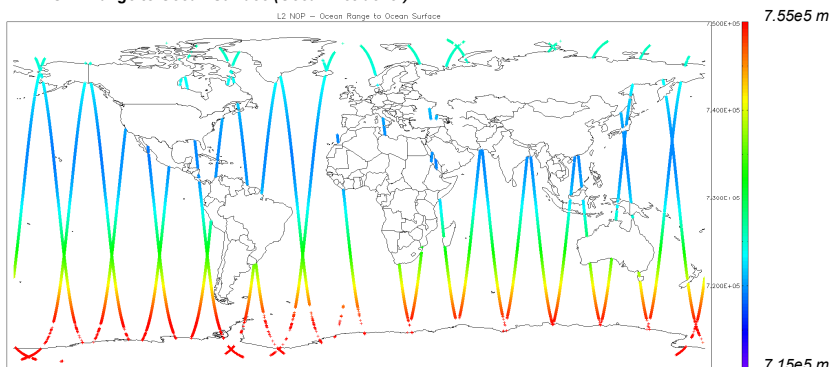 L2 NOP – Ocean Range to Ocean Surface
7.55e5 m
7.500E+05
7.400E+05
7.300E+05
7.200E+05
7.15e5 m